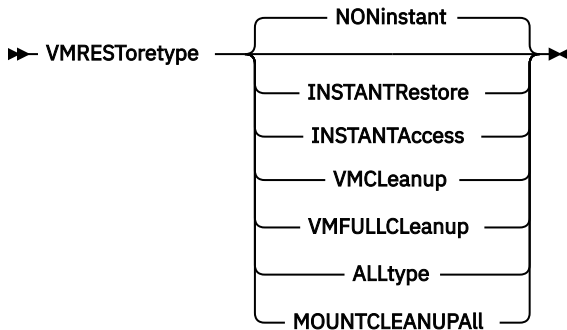 NONinstant
VMRESToretype
INSTANTRestore
INSTANTAccess
VMCLeanup
VMFULLCLeanup
ALLtype
MOUNTCLEANUPAll